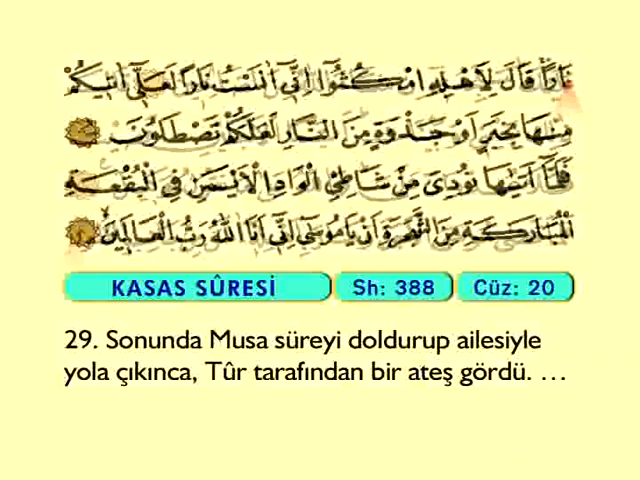 نَارًا قَالَ لِاَهْلِهِ امْكُثُٓوا اِنّ۪ٓي اٰنَسْتُ نَارًا لَعَلّ۪ٓي اٰت۪يكُمْ
مِنْهَا بِخَبَرٍ اَوْ جَذْوَةٍ مِنَ النَّارِ لَعَلَّكُمْ تَصْطَلُونَ
فَلَمَّٓا اَتٰيهَا نُودِيَ مِنْ شَاطِئِ الْوَادِ الْاَيْمَنِ فِي الْبُقْعَةِ
الْمُبَارَكَةِ مِنَ الشَّجَرَةِ اَنْ يَا مُوسٰٓى اِنّ۪ٓي اَنَا اللّٰهُ رَبُّ الْعَالَم۪ينَ
KASAS SÛRESİ Sh: 388 Cüz: 20
29. Sonunda Musa süreyi doldurup ailesiyle
yola çıkınca, Tûr tarafından bir ateş gördü. …